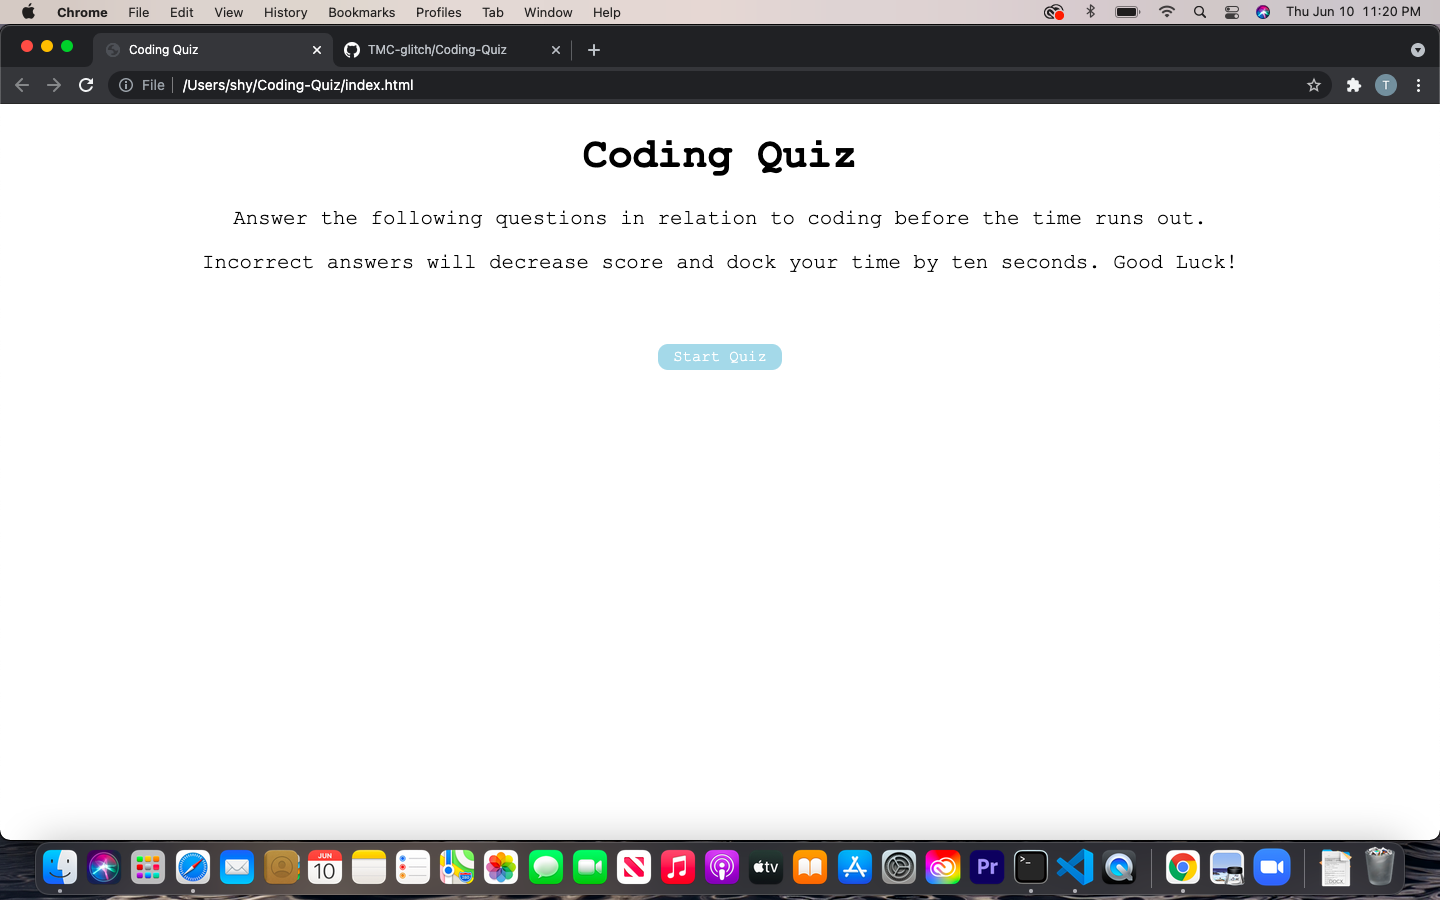 Chrome File Edit View History Bookmarks Profiles Tab Window Help Thu Jun 10 11:20 PM
Coding Quiz TMC-glitch/Coding-Quiz
File /Users/shy/Coding-Quiz/index.html T
Coding Quiz
Answer the following questions in relation to coding before the time runs out.
Incorrect answers will decrease score and dock your time by ten seconds. Good Luck!
Start Quiz
JUN
10
tv
Pr
>_
DOCX